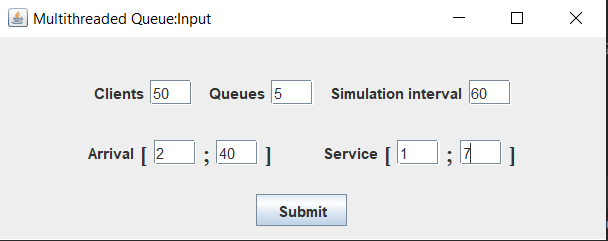 Multithreaded Queue:Input
Clients 50 Queues 5 Simulation interval 60
Arrival [ 2 ; 40 ] Service [ 1 ; 7 ]
Submit